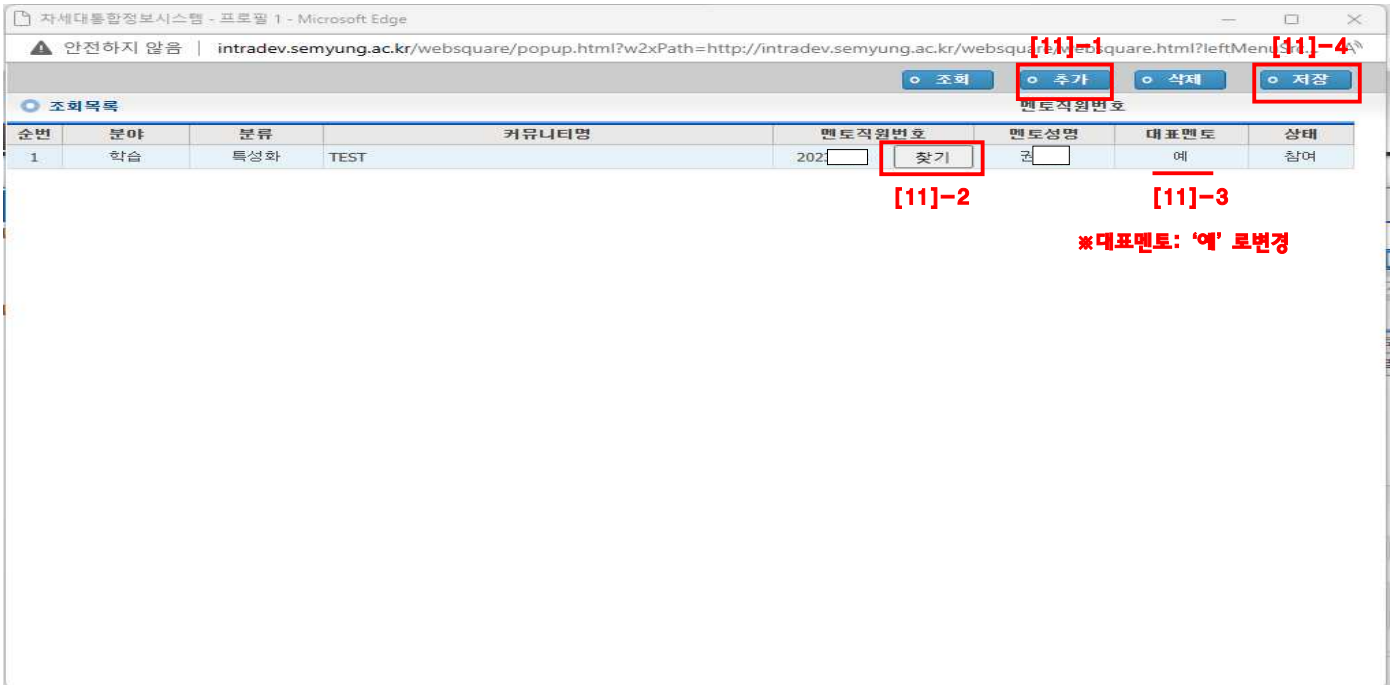 차세대통합정보시스템 - 프로필 1 - Microsoft Edge
안전하지 않음 | intradev.semyung.ac.kr/websquare/popup.html?w2xPath=http://intradev.semyung.ac.kr/websquare/websquare.html?leftMenuSrc...
[11]-1 [11]-4
조회 추가 삭제 저장
조회목록 멘토직원번호
순번 분야 분류 커뮤니티명 멘토직원번호 멘토성명 대표멘토 상태
1 학습 특성화 TEST 202 찾기 권 예 참여
[11]-2 [11]-3
※대표멘토: ‘예’ 로변경